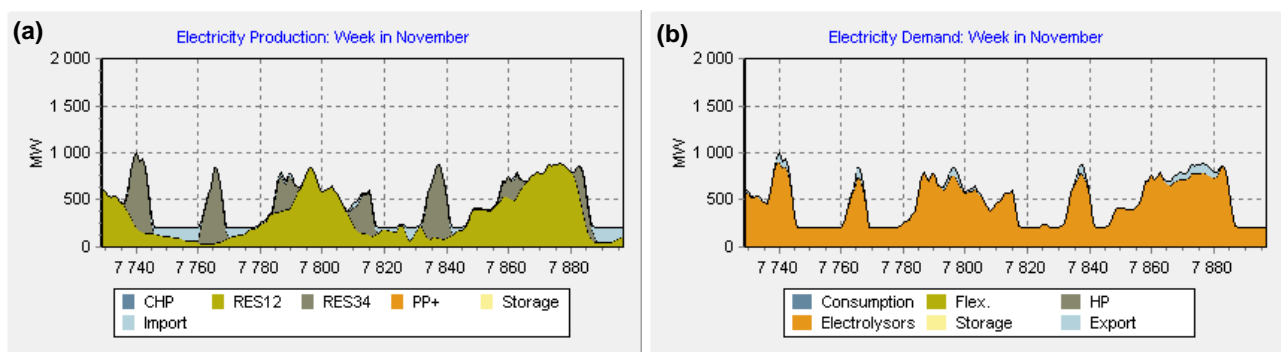 (a)
Electricity Production: Week in November
2 000
1 500
1 000
500
0
MW
7 740 7 760 7 780 7 800 7 820 7 840 7 860 7 880
CHP RES12 RES34 PP+ Storage
Import
(b)
Electricity Demand: Week in November
2 000
1 500
1 000
500
0
MW
7 740 7 760 7 780 7 800 7 820 7 840 7 860 7 880
Consumption Flex. HP
Electrolysors Storage Export